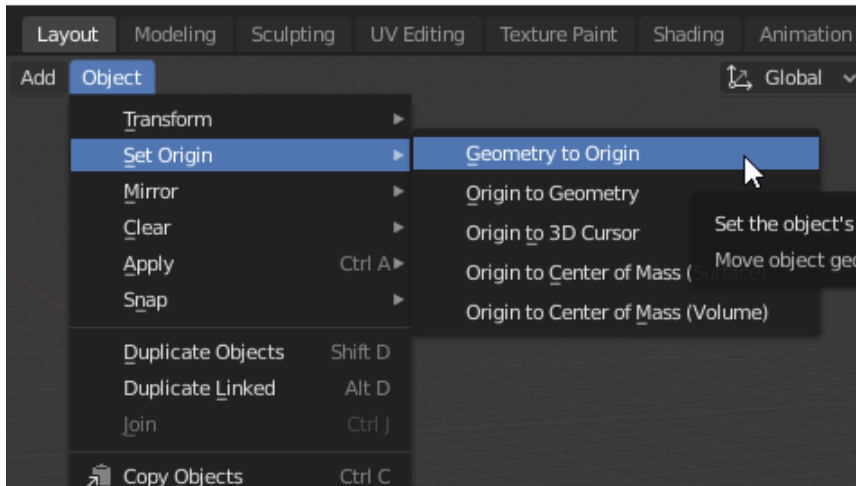 Layout Modeling Sculpting UV Editing Texture Paint Shading Animation
Add Object Global
Transform
Set Origin
Mirror
Clear
Apply Ctrl A
Snap
Duplicate Objects Shift D
Duplicate Linked Alt D
Join Ctrl J
Copy Objects Ctrl C
Geometry to Origin
Origin to Geometry
Origin to 3D Cursor
Origin to Center of Mass (Surface)
Origin to Center of Mass (Volume)
Set the object's
Move object geo